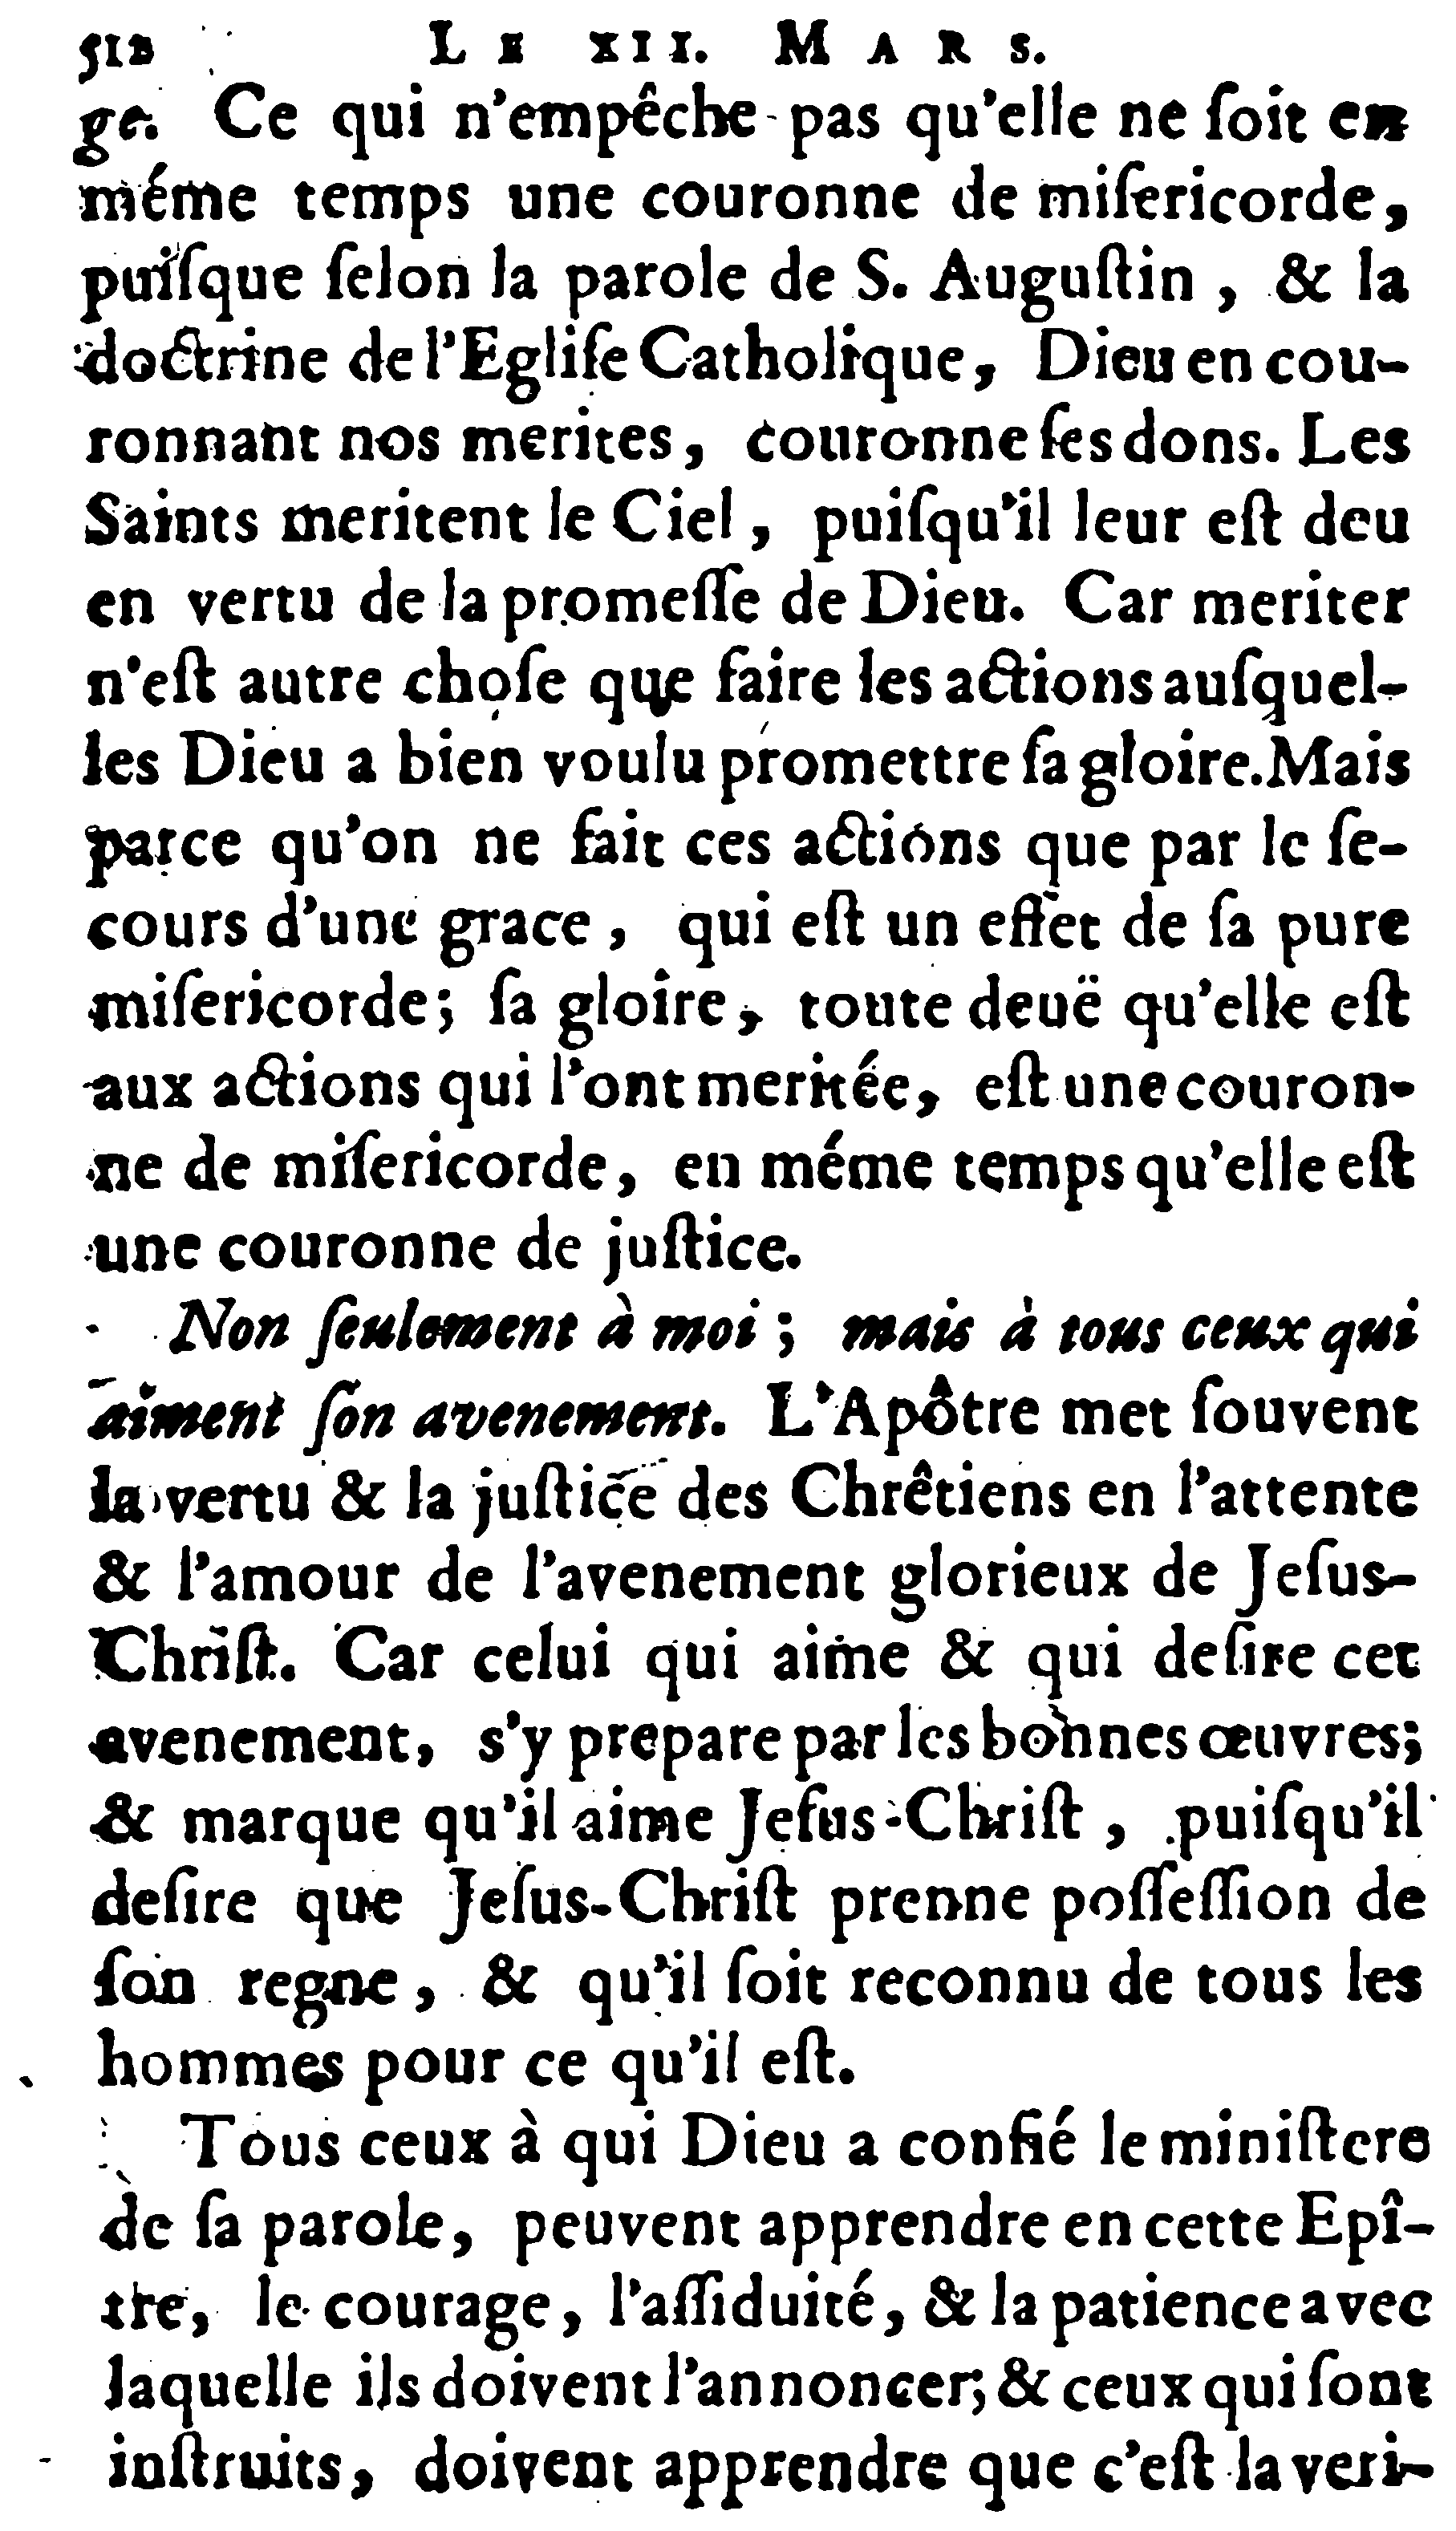 512 LE XII. MARS.
ge. Ce qui n'empêche pas qu'elle ne ſoit en
méme temps une couronne de miſericorde,
puiſque ſelon la parole de S. Auguſtin, & la
doctrine de l'Egliſe Catholique, Dieu en cou-
ronnant nos merites, couronne ſes dons. Les
Saints meritent le Ciel, puiſqu'il leur eſt deu
en vertu de la promeſſe de Dieu. Car meriter
n'eſt autre choſe que faire les actions auſquel-
les Dieu a bien voulu promettre ſa gloire. Mais
parce qu'on ne fait ces actions que par le ſe-
cours d'une grace, qui eſt un effet de ſa pure
miſericorde; ſa gloire, toute deuë qu'elle eſt
aux actions qui l'ont meritée, eſt une couron-
ne de miſericorde, en méme temps qu'elle eſt
une couronne de juſtice.
Non ſeulement à moi; mais à tous ceux qui
aiment ſon avenement. L'Apôtre met ſouvent
la vertu & la juſtice des Chrêtiens en l'attente
& l'amour de l'avenement glorieux de Jeſus-
Chriſt. Car celui qui aime & qui deſire cet
avenement, s'y prepare par les bonnes œuvres;
& marque qu'il aime Jeſus-Chriſt, puiſqu'il
deſire que Jeſus-Chriſt prenne poſſeſſion de
ſon regne, & qu'il ſoit reconnu de tous les
hommes pour ce qu'il eſt.
Tous ceux à qui Dieu a confié le miniſtere
de ſa parole, peuvent apprendre en cette Epî-
tre, le courage, l'aſſiduité, & la patience avec
laquelle ils doivent l'annoncer; & ceux qui ſont
inſtruits, doivent apprendre que c'eſt la veri-